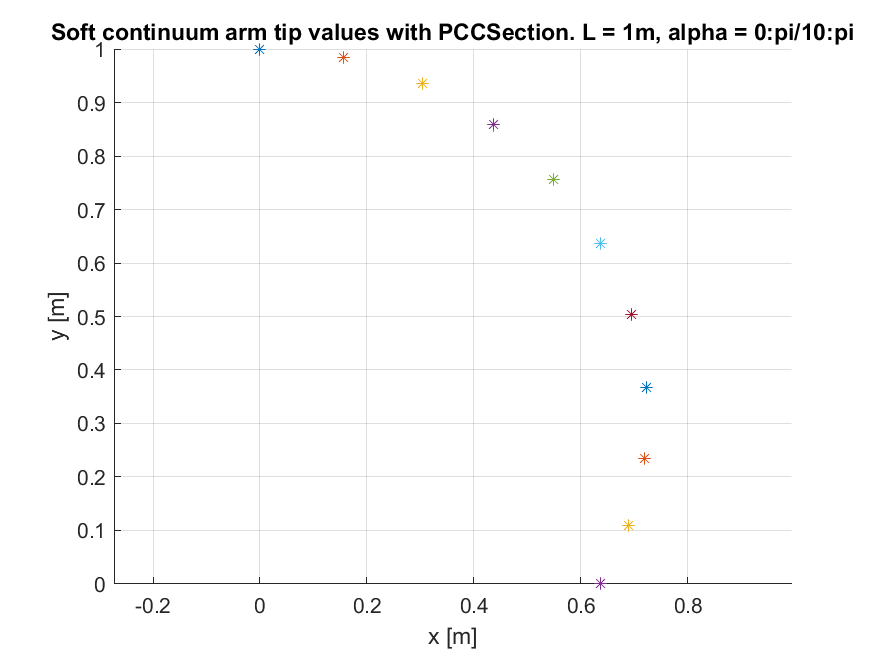 Soft continuum arm tip values with PCCSection. L = 1m, alpha = 0:pi/10:pi
1
0.9
0.8
0.7
0.6
0.5
0.4
0.3
0.2
0.1
0
y [m]
-0.2 0 0.2 0.4 0.6 0.8
x [m]